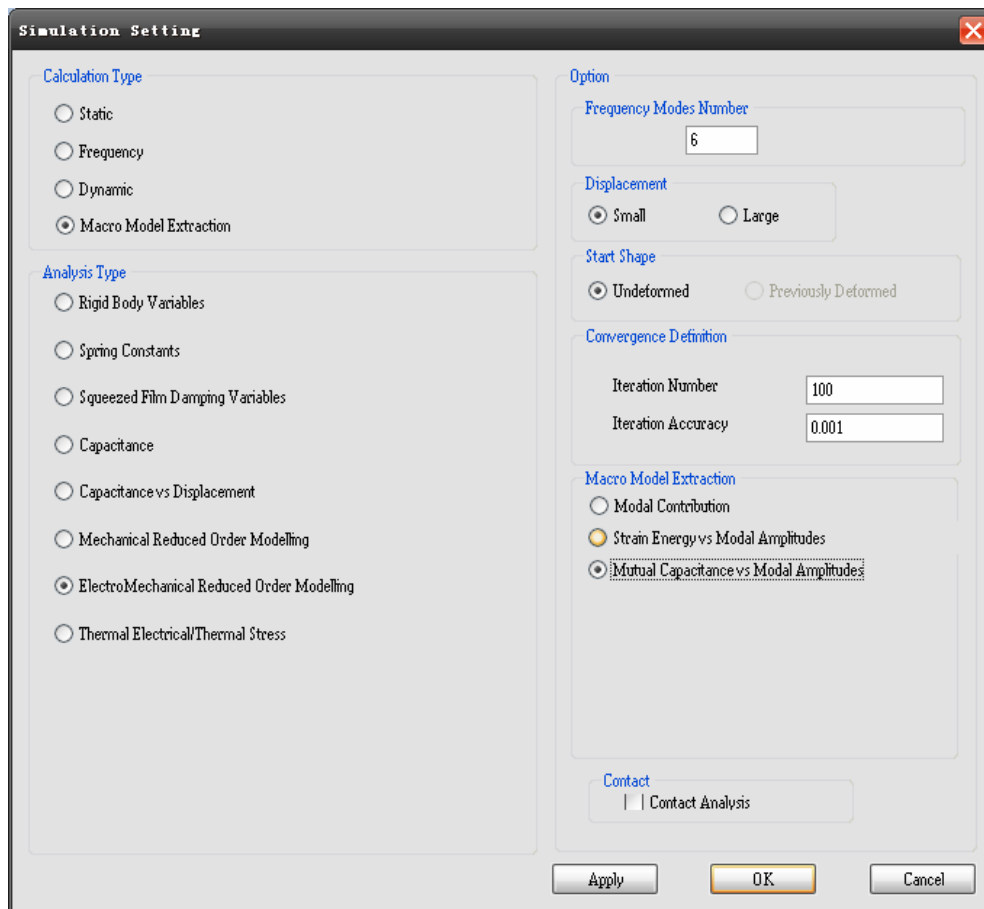 Simulation Setting
Calculation Type
Static
Frequency
Dynamic
Macro Model Extraction
Analysis Type
Rigid Body Variables
Spring Constants
Squeezed Film Damping Variables
Capacitance
Capacitance vs Displacement
Mechanical Reduced Order Modelling
ElectroMechanical Reduced Order Modelling
Thermal Electrical/Thermal Stress
Option
Frequency Modes Number
6
Displacement
Small Large
Start Shape
Undeformed Previously Deformed
Convergence Definition
Iteration Number 100
Iteration Accuracy 0.001
Macro Model Extraction
Modal Contribution
Strain Energy vs Modal Amplitudes
Mutual Capacitance vs Modal Amplitudes
Contact
Contact Analysis
Apply OK Cancel